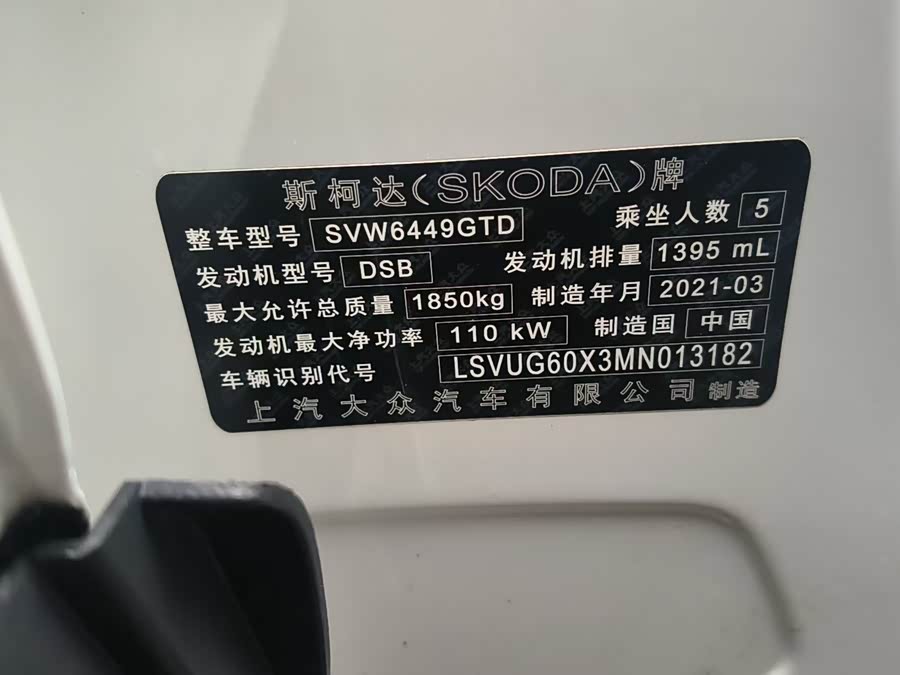 斯柯达(SKODA)牌
整车型号 SVW6449GTD 乘坐人数 5
发动机型号 DSB 发动机排量 1395 mL
最大允许总质量 1850kg 制造年月 2021-03
发动机最大净功率 110 kW 制造国 中国
车辆识别代号 LSVUG60X3MN013182
上汽大众汽车有限公司制造